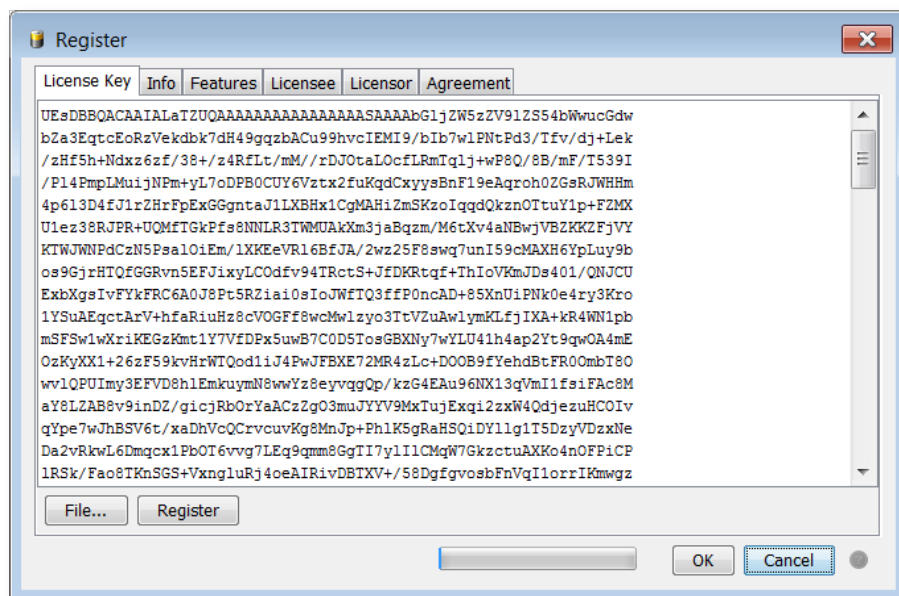 Register
License Key Info Features Licensee Licensor Agreement
UEsDBBQACAAIALaTZUQAAAAAAAAAAAAAAAASAAAAbGljZW5zZV9lZS54bWwucGdw
bZa3EqtcEoRzVekdbk7dH49gqzbACu99hvcIEMI9/bIb7wlPNtPd3/Tfv/dj+Lek
/zHf5h+Ndxz6zf/38+/z4RfLt/mM//rDJOtaLOcfLRmTqlj+wP8Q/8B/mF/T539I
/Pl4PmpLMuijNPm+yL7oDPB0CUY6Vztx2fuKqdCxyysBnF19eAqroh0ZGsRJWHHm
4p6l3D4fJ1rZHrFpExGGgntaJ1LXBHx1CgMAHiZmSKzoIqqdQkznOTtuY1p+FZMX
U1ez38RJPR+UQMfTGkPfs8NNLR3TWMUAkXm3jaBqzm/M6tXv4aNBwjVBZKKZFjVY
KTWJWNPdCzN5PsalOiEm/lXKEeVRl6BfJA/2wz25F8swq7unI59cMAXH6YpLuy9b
os9GjrHTQfGGRvn5EFJixyLCOdfv94TRctS+JfDKRtqf+ThIoVKmJDs401/QNJCU
ExbXgsIvFYkFRC6A0J8Pt5RZiai0sIoJWfTQ3ffP0ncAD+85XnUiPNk0e4ry3Kro
1YSuAEqctArV+hfaRiuHz8cVOGFf8wcMwlzyo3TtVZuAwlymKLfjIXA+kR4WN1pb
mSFSw1wXriKEGzKmt1Y7VfDPx5uwB7C0D5TosGBXNy7wYLU41h4ap2Yt9qwOA4mE
OzKyXX1+26zF59kvHrWTQod1iJ4PwJFBXE72MR4zLc+DOOB9fYehdBtFR0OmbT8O
wvlQPUImy3EFVD8hlEmkuymN8wwYz8eyvqgQp/kzG4EAu96NX13qVmI1fsiFAc8M
aY8LZAB8v9inDZ/gicjRbOrYaACzZgO3muJYYV9MxTujExqi2zxW4QdjezuHCOIv
qYpe7wJhBSV6t/xaDhVcQCrvcuvKg8MnJp+PhlK5gRaHSQiDYllg1T5DzyVDzxNe
Da2vRkwL6Dmqcx1PbOT6vvg7LEq9qmm8GgTI7ylIlCMqW7GkzctuAXKo4nOFPiCP
lRSk/Fao8TKnSGS+VxngluRj4oeAIRivDBTXV+/58DgfgvosbFnVqI1orrIKmwgz
File... Register
OK Cancel